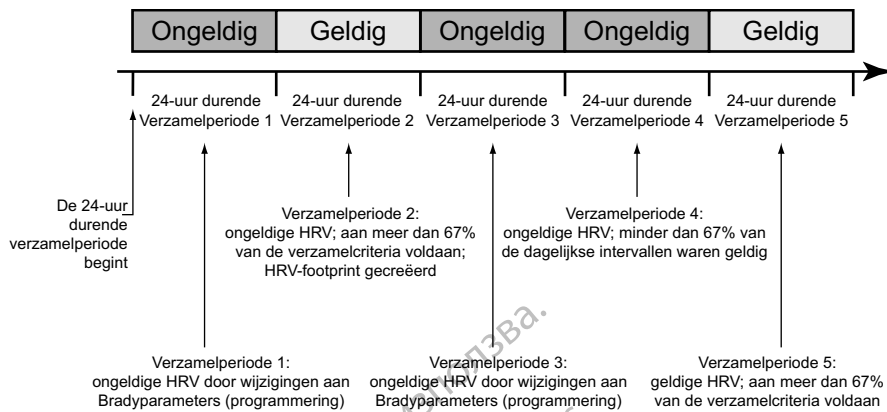 Ongeldig Geldig Ongeldig Ongeldig Geldig
24-uur durende 24-uur durende 24-uur durende 24-uur durende 24-uur durende
Verzamelperiode 1 Verzamelperiode 2 Verzamelperiode 3 Verzamelperiode 4 Verzamelperiode 5
De 24-uur
durende
verzamelperiode
begint
Verzamelperiode 2:
ongeldige HRV; aan meer dan 67%
van de verzamelcriteria voldaan;
HRV-footprint gecreëerd
Verzamelperiode 4:
ongeldige HRV; minder dan 67% van
de dagelijkse intervallen waren geldig
Verzamelperiode 1:
ongeldige HRV door wijzigingen aan
Bradyparameters (programmering)
Verzamelperiode 3:
ongeldige HRV door wijzigingen aan
Bradyparameters (programmering)
Verzamelperiode 5:
geldige HRV; aan meer dan 67%
van de verzamelcriteria voldaan